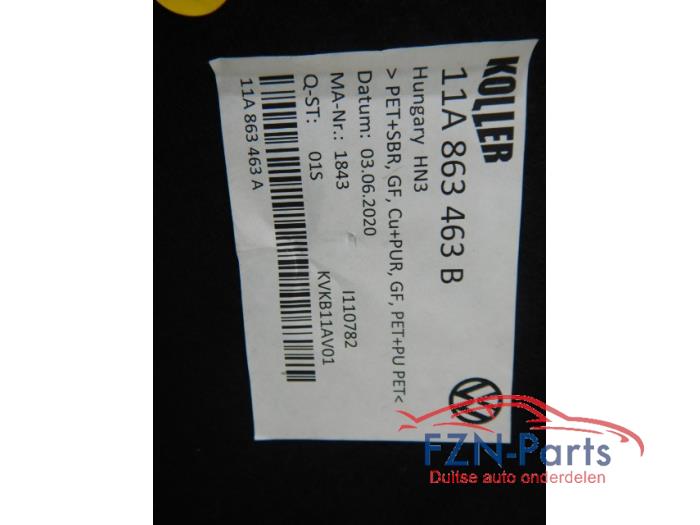 KOLLER
11A 863 463 B
Hungary HN3
> PET+SBR, GF, Cu+PUR, GF, PET+PU PET<
Datum: 03.06.2020
MA-Nr.: 1843 I110782
Q-ST: 01S KVKB11AV01
11A 863 463 A
FZN-Parts
Duitse auto onderdelen